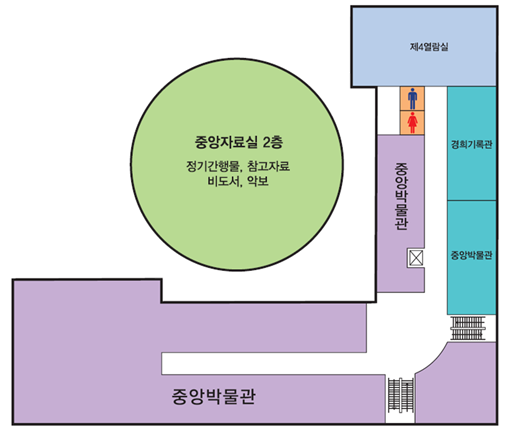 제4열람실
중앙자료실 2층
정기간행물, 참고자료
비도서, 악보
경희기록관
중앙박물관
중앙박물관
중앙박물관